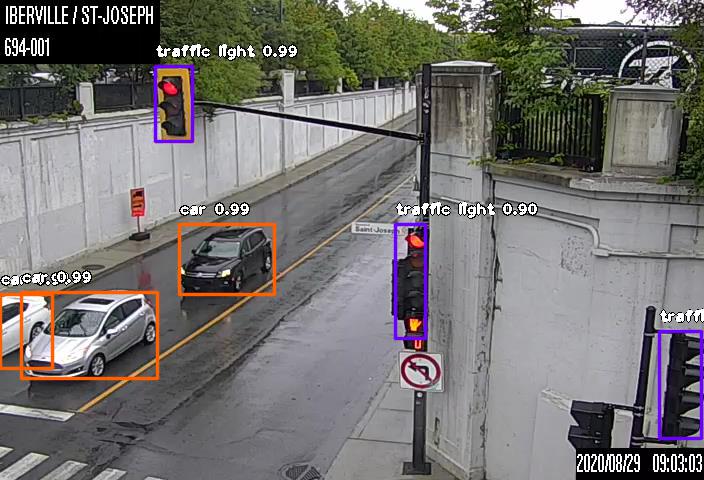 IBERVILLE / ST-JOSEPH
694-001
traffic light 0.99
car 0.99
traffic light 0.90
Saint-Joseph
car 0.99
traffi
2020/08/29 09:03:03